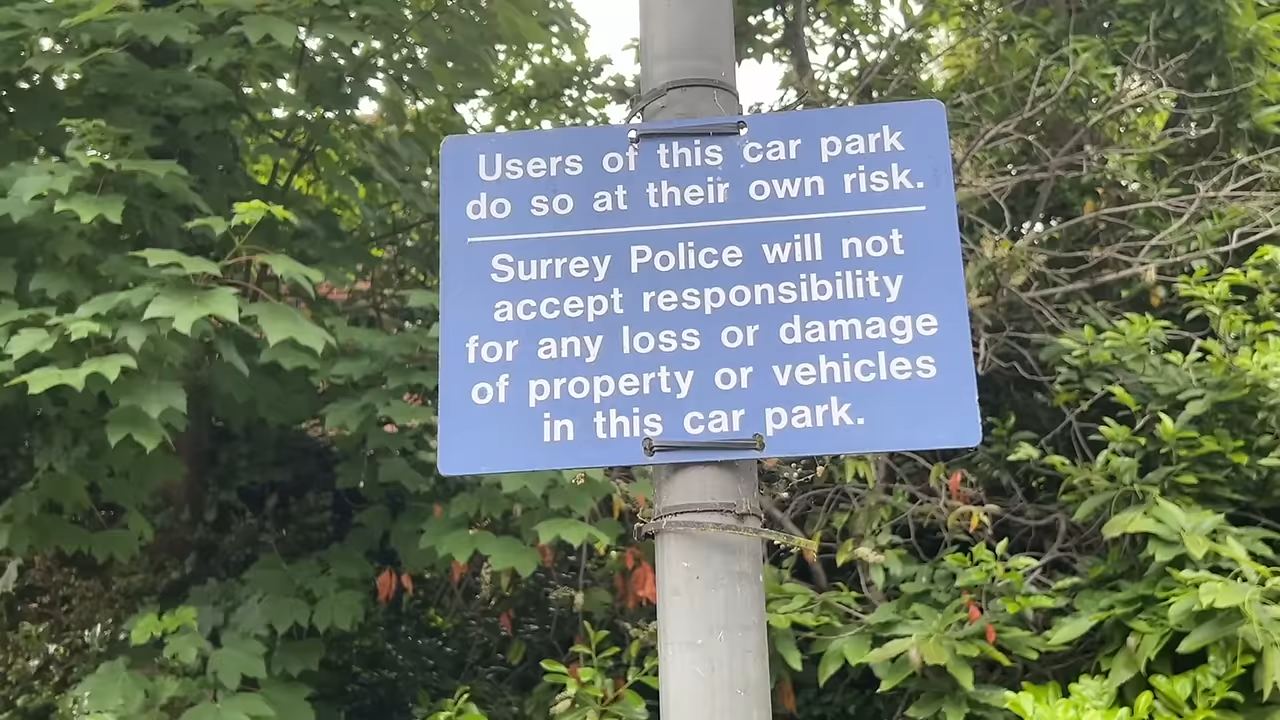 Users of this car park
do so at their own risk.
Surrey Police will not
accept responsibility
for any loss or damage
of property or vehicles
in this car park.